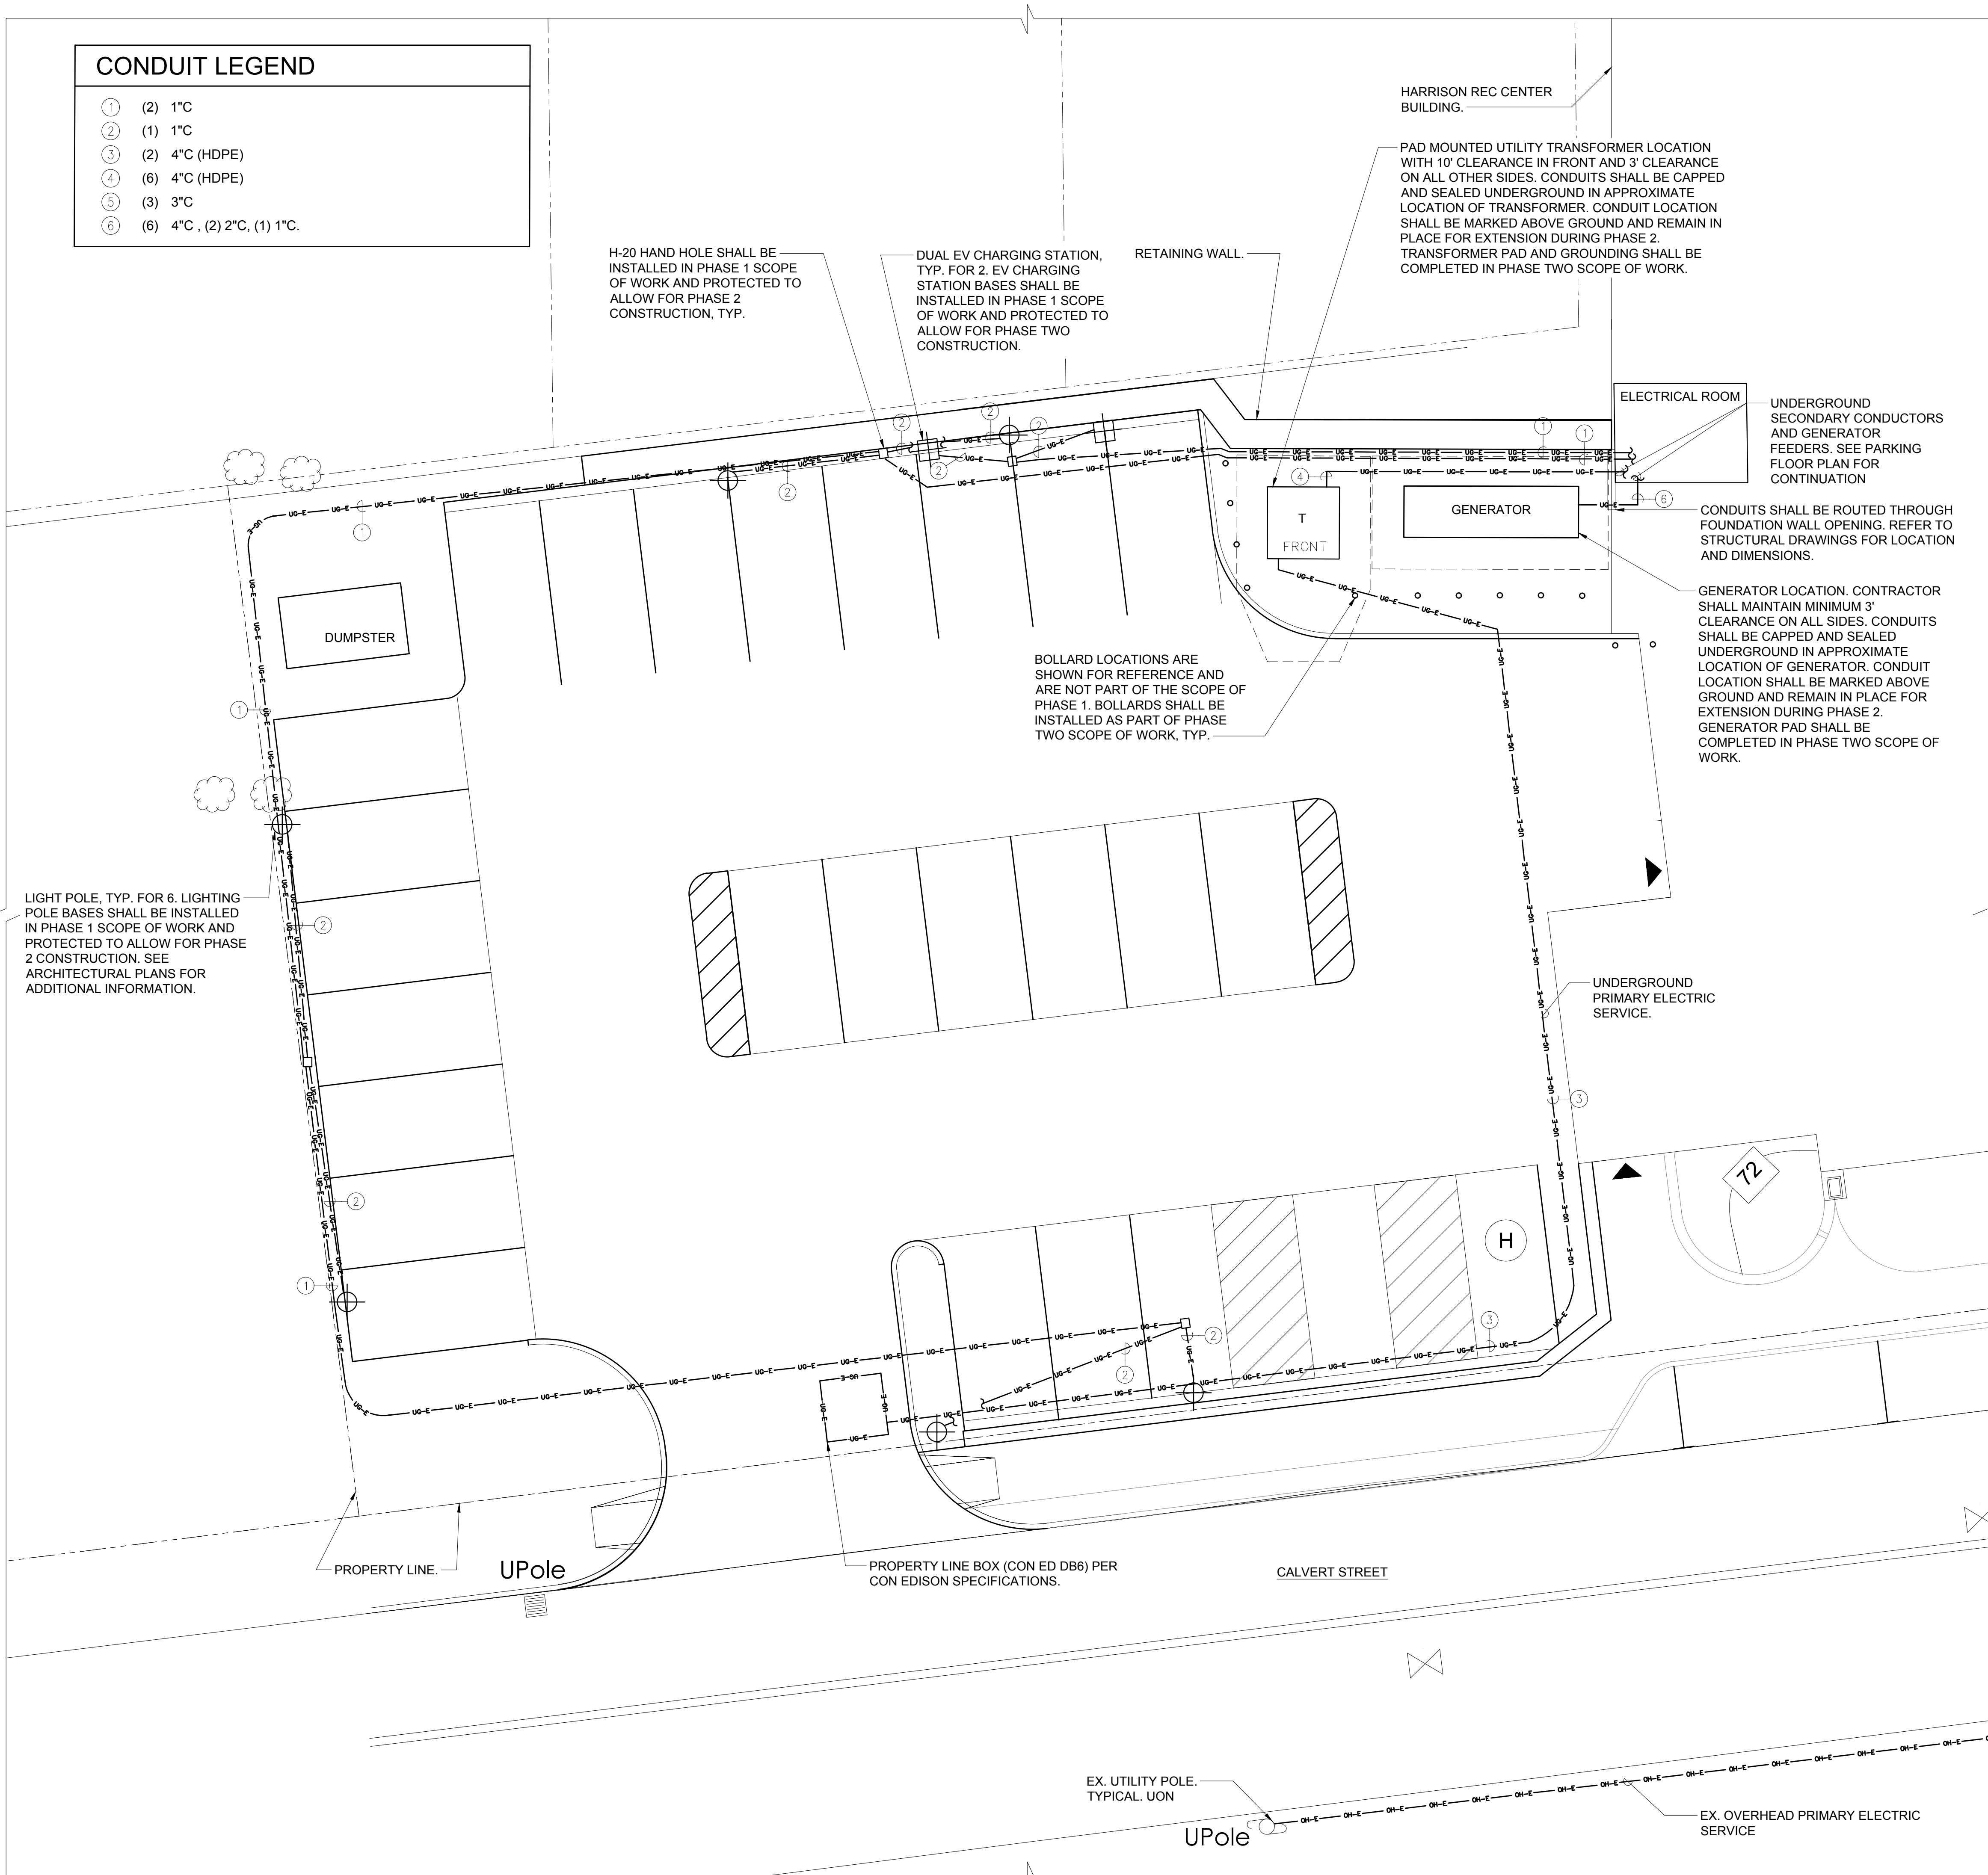 CONDUIT LEGEND
1 (2) 1"C
2 (1) 1"C
3 (2) 4"C (HDPE)
4 (6) 4"C (HDPE)
5 (3) 3"C
6 (6) 4"C , (2) 2"C, (1) 1"C.
HARRISON REC CENTER
BUILDING.
PAD MOUNTED UTILITY TRANSFORMER LOCATION
WITH 10' CLEARANCE IN FRONT AND 3' CLEARANCE
ON ALL OTHER SIDES. CONDUITS SHALL BE CAPPED
AND SEALED UNDERGROUND IN APPROXIMATE
LOCATION OF TRANSFORMER. CONDUIT LOCATION
SHALL BE MARKED ABOVE GROUND AND REMAIN IN
PLACE FOR EXTENSION DURING PHASE 2.
TRANSFORMER PAD AND GROUNDING SHALL BE
COMPLETED IN PHASE TWO SCOPE OF WORK.
H-20 HAND HOLE SHALL BE
INSTALLED IN PHASE 1 SCOPE
OF WORK AND PROTECTED TO
ALLOW FOR PHASE 2
CONSTRUCTION, TYP.
DUAL EV CHARGING STATION,
TYP. FOR 2. EV CHARGING
STATION BASES SHALL BE
INSTALLED IN PHASE 1 SCOPE
OF WORK AND PROTECTED TO
ALLOW FOR PHASE TWO
CONSTRUCTION.
RETAINING WALL.
ELECTRICAL ROOM
UNDERGROUND
SECONDARY CONDUCTORS
AND GENERATOR
FEEDERS. SEE PARKING
FLOOR PLAN FOR
CONTINUATION
CONDUITS SHALL BE ROUTED THROUGH
FOUNDATION WALL OPENING. REFER TO
STRUCTURAL DRAWINGS FOR LOCATION
AND DIMENSIONS.
GENERATOR LOCATION. CONTRACTOR
SHALL MAINTAIN MINIMUM 3'
CLEARANCE ON ALL SIDES. CONDUITS
SHALL BE CAPPED AND SEALED
UNDERGROUND IN APPROXIMATE
LOCATION OF GENERATOR. CONDUIT
LOCATION SHALL BE MARKED ABOVE
GROUND AND REMAIN IN PLACE FOR
EXTENSION DURING PHASE 2.
GENERATOR PAD SHALL BE
COMPLETED IN PHASE TWO SCOPE OF
WORK.
T
FRONT
GENERATOR
DUMPSTER
BOLLARD LOCATIONS ARE
SHOWN FOR REFERENCE AND
ARE NOT PART OF THE SCOPE OF
PHASE 1. BOLLARDS SHALL BE
INSTALLED AS PART OF PHASE
TWO SCOPE OF WORK, TYP.
LIGHT POLE, TYP. FOR 6. LIGHTING
POLE BASES SHALL BE INSTALLED
IN PHASE 1 SCOPE OF WORK AND
PROTECTED TO ALLOW FOR PHASE
2 CONSTRUCTION. SEE
ARCHITECTURAL PLANS FOR
ADDITIONAL INFORMATION.
UNDERGROUND
PRIMARY ELECTRIC
SERVICE.
1
2
3
4
6
UG-E
72
H
PROPERTY LINE.
UPole
PROPERTY LINE BOX (CON ED DB6) PER
CON EDISON SPECIFICATIONS.
CALVERT STREET
EX. UTILITY POLE.
TYPICAL. UON
UPole
OH-E
EX. OVERHEAD PRIMARY ELECTRIC
SERVICE